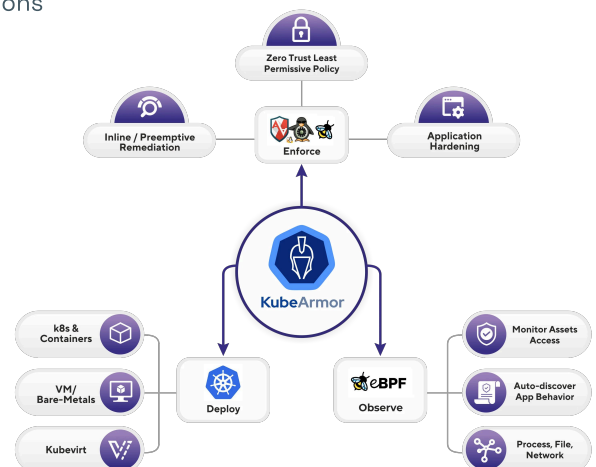 ons
Zero Trust Least
Permissive Policy
Inline / Preemptive
Remediation
Enforce
Application
Hardening
KubeArmor
k8s &
Containers
VM/
Bare-Metals
Kubevirt
Deploy
eBPF
Observe
Monitor Assets
Access
Auto-discover
App Behavior
Process, File,
Network